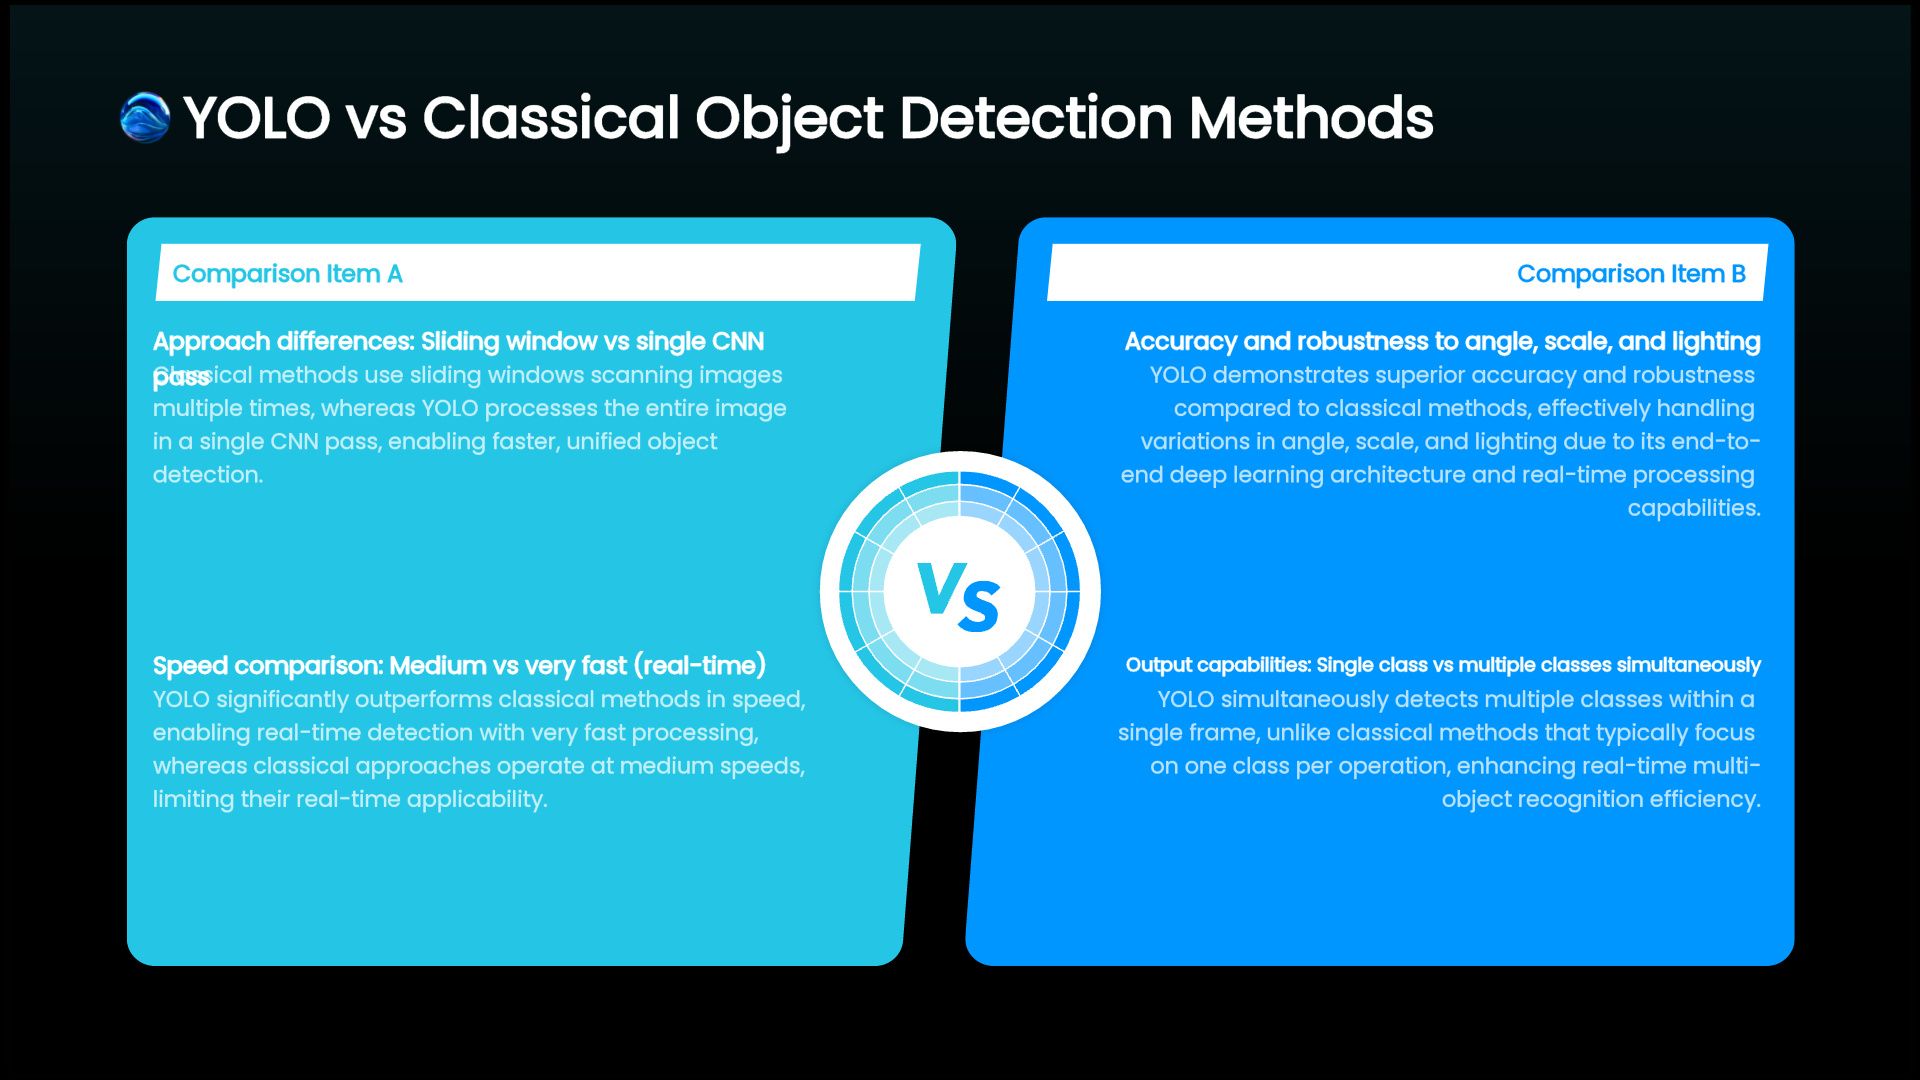 YOLO vs Classical Object Detection Methods
Comparison Item A
Approach differences: Sliding window vs single CNN
pass
Classical methods use sliding windows scanning images
multiple times, whereas YOLO processes the entire image
in a single CNN pass, enabling faster, unified object
detection.
Speed comparison: Medium vs very fast (real-time)
YOLO significantly outperforms classical methods in speed,
enabling real-time detection with very fast processing,
whereas classical approaches operate at medium speeds,
limiting their real-time applicability.
VS
Comparison Item B
Accuracy and robustness to angle, scale, and lighting
YOLO demonstrates superior accuracy and robustness
compared to classical methods, effectively handling
variations in angle, scale, and lighting due to its end-to-
end deep learning architecture and real-time processing
capabilities.
Output capabilities: Single class vs multiple classes simultaneously
YOLO simultaneously detects multiple classes within a
single frame, unlike classical methods that typically focus
on one class per operation, enhancing real-time multi-
object recognition efficiency.